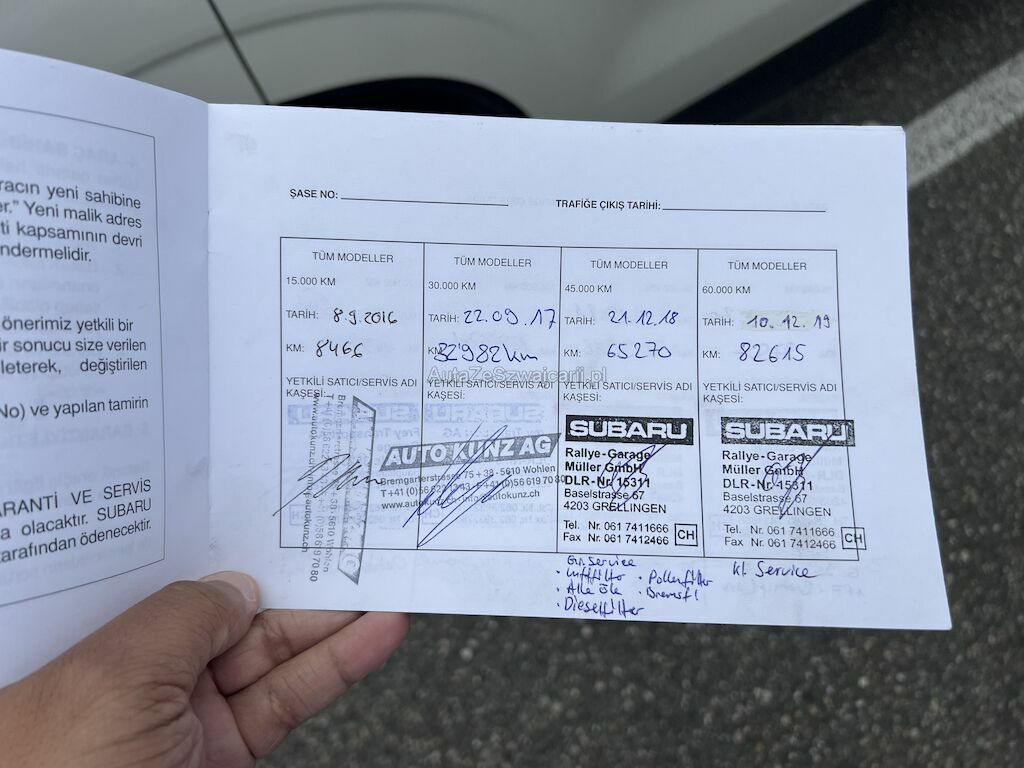 racın yeni sahibine
er.” Yeni malik adres
ti kapsamının devri
ndermelidir.
önerimiz yetkili bir
ir sonucu size verilen
leterek, değiştirilen
No) ve yapılan tamirin
ARANTİ VE SERVİS
a olacaktır. SUBARU
tarafından ödenecektir.
ŞASE NO:
TRAFİĞE ÇIKIŞ TARİHİ:
TÜM MODELLER
15.000 KM
TARİH: 8.9.2016
KM: 8466
YETKİLİ SATICI/SERVİS ADI
KAŞESİ:
www.autokunz.ch
TÜM MODELLER
30.000 KM
TARİH: 22.09.17
KM: 32'982 km
YETKİLİ SATICI/SERVİS ADI
KAŞESİ:
AUTO KUNZ AG
Bremgarterstrasse 75 + 38 - 5610 Wohlen
www.autokunz.ch
TÜM MODELLER
45.000 KM
TARİH: 21.12.18
KM: 65270
YETKİLİ SATICI/SERVİS ADI
KAŞESİ:
SUBARU
Rallye-Garage
Müller GmbH
DLR-Nr 15311
Baselstrasse 67
4203 GRELLINGEN
Tel. Nr. 061 7411666
Fax Nr. 061 7412466
CH
Gr. Service
· Luftfilter · Pollenfilter
· Alle Öle · Bremsfl
· Dieselfilter
TÜM MODELLER
60.000 KM
TARİH: 10.12.19
KM: 82615
YETKİLİ SATICI/SERVİS ADI
KAŞESİ:
SUBARU
Rallye-Garage
Müller GmbH
DLR-Nr 15311
Baselstrasse 67
4203 GRELLINGEN
Tel. Nr. 061 7411666
Fax Nr. 061 7412466
CH
Kl. Service
AutaZeSzwajcarii.pl